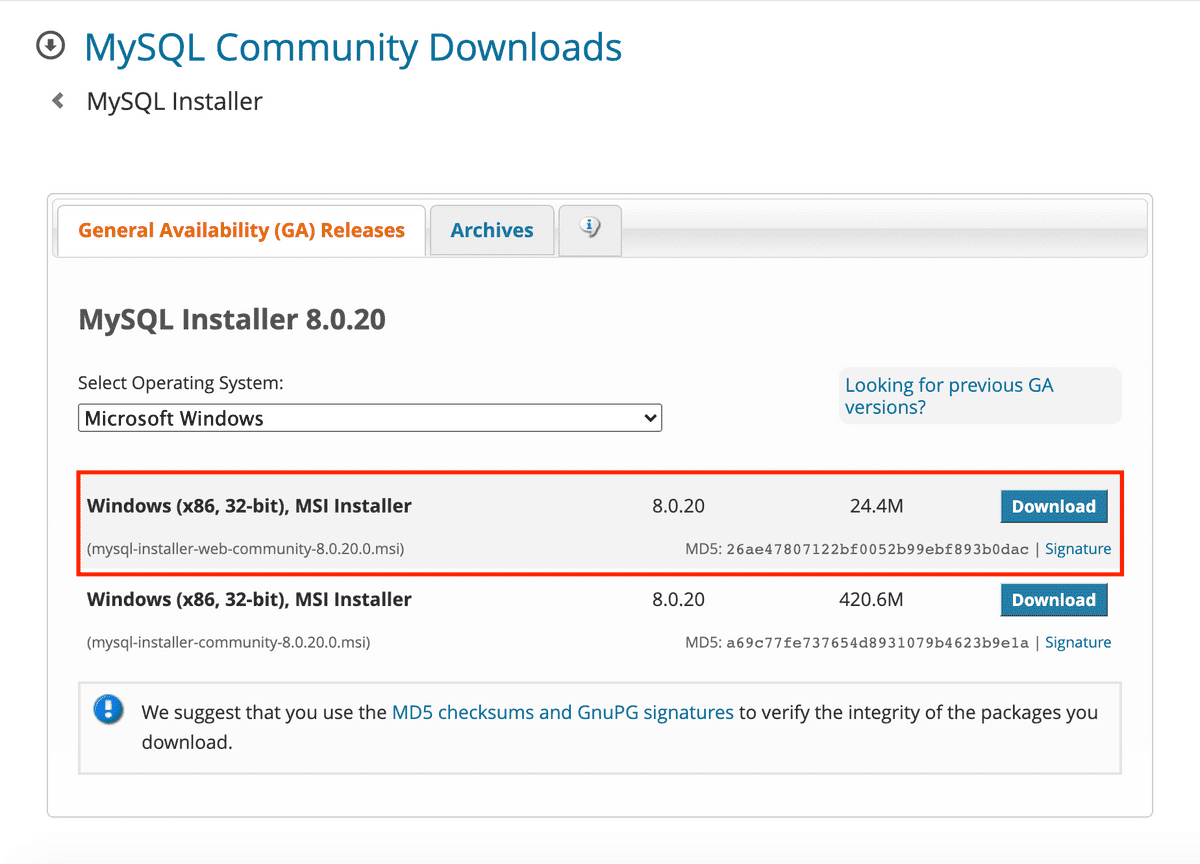 MySQL Community Downloads
MySQL Installer
General Availability (GA) Releases
Archives
MySQL Installer 8.0.20
Select Operating System:
Looking for previous GA
versions?
Microsoft Windows
Windows (x86, 32-bit), MSI Installer 8.0.20 24.4M Download
(mysql-installer-web-community-8.0.20.0.msi) MD5: 26ae47807122bf0052b99ebf893b0dac | Signature
Windows (x86, 32-bit), MSI Installer 8.0.20 420.6M Download
(mysql-installer-community-8.0.20.0.msi) MD5: a69c77fe737654d8931079b4623b9e1a | Signature
We suggest that you use the MD5 checksums and GnuPG signatures to verify the integrity of the packages you
download.